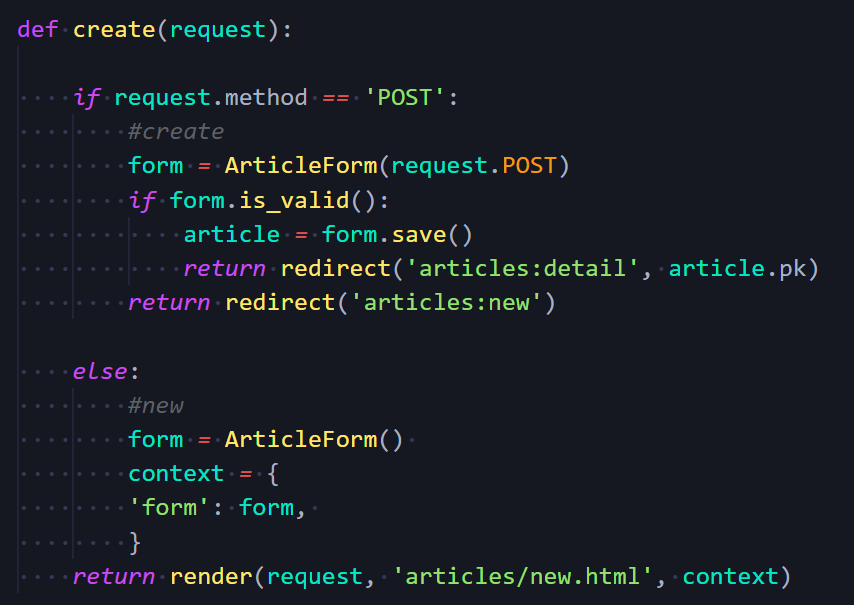 def create(request):
    if request.method == 'POST':
        #create
        form = ArticleForm(request.POST)
        if form.is_valid():
            article = form.save()
            return redirect('articles:detail', article.pk)
        return redirect('articles:new')
    else:
        #new
        form = ArticleForm()
        context = {
        'form': form,
        }
    return render(request, 'articles/new.html', context)